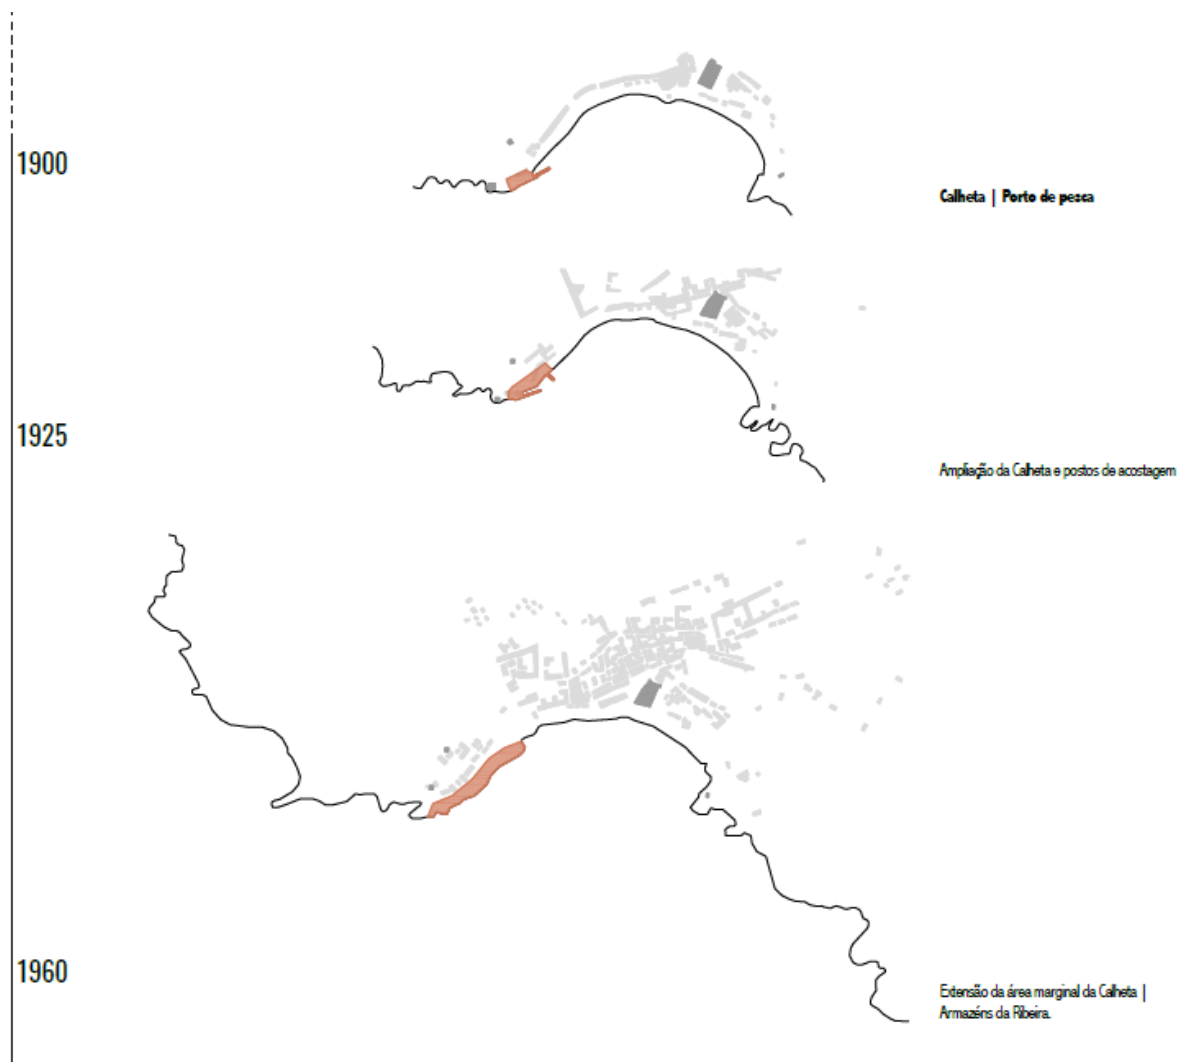 1900
Calheta | Porto de pesca
1925
Ampliação da Calheta e postos de acostagem
1960
Extensão da área marginal da Calheta |
Armazéns da Ribeira.